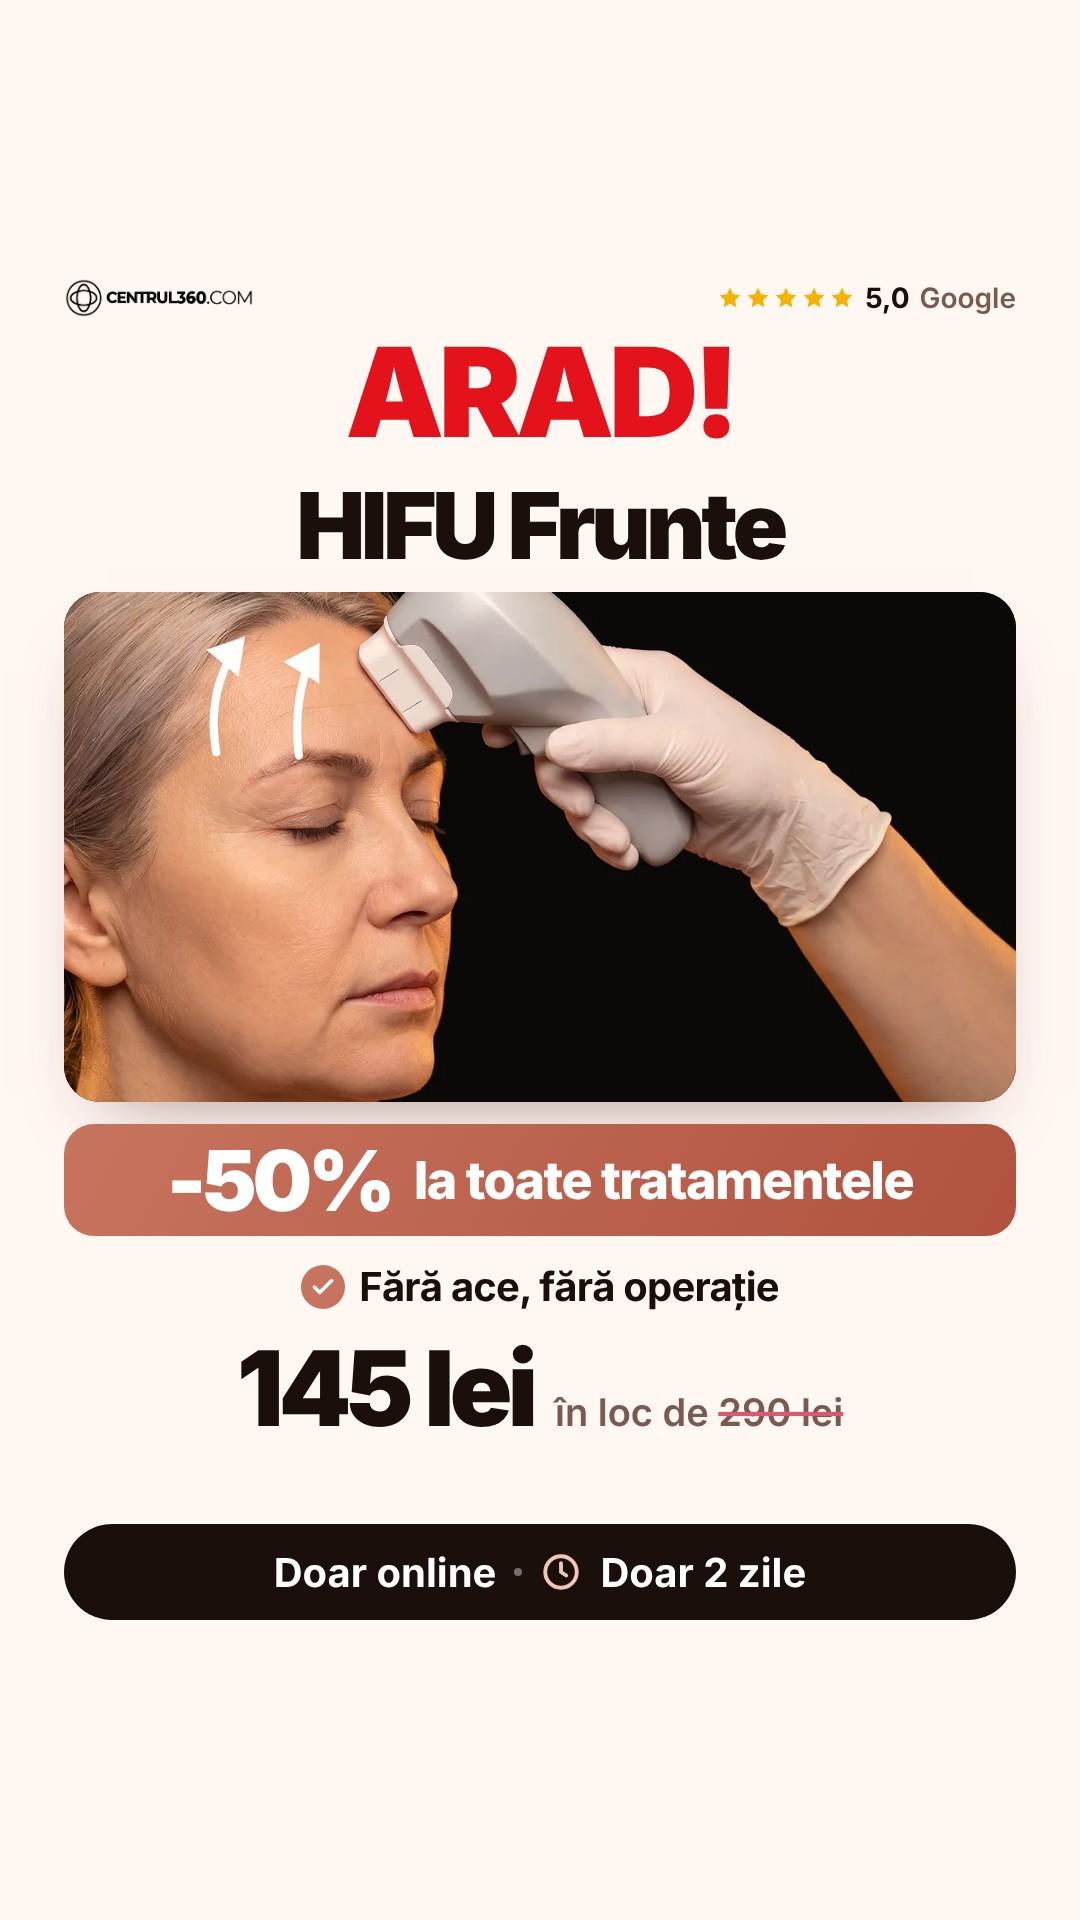 CENTRUL360.COM
5,0 Google
ARAD!
HIFU Frunte
-50% la toate tratamentele
Fără ace, fără operație
145 lei în loc de 290 lei
Doar online • Doar 2 zile